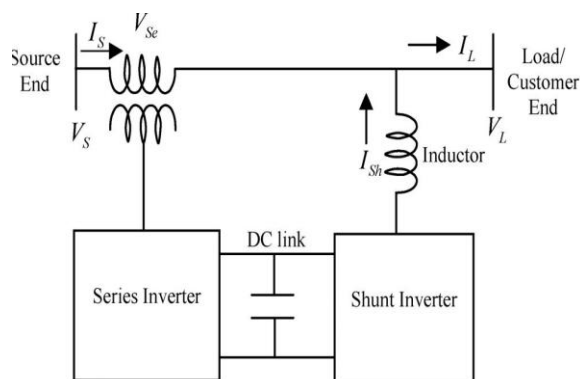 V_Se
I_S
I_L
Source
End
Load/
Customer
End
V_S
V_L
Inductor
I_Sh
DC link
Series Inverter
Shunt Inverter